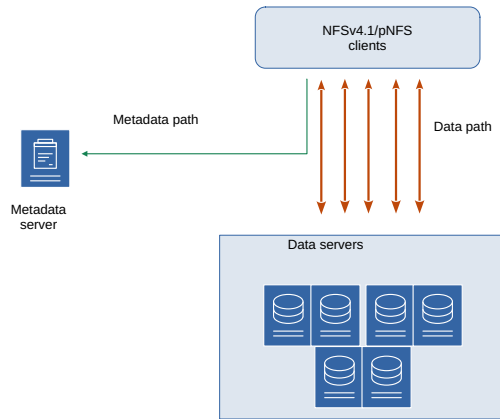 NFSv4.1/pNFS
clients
Metadata path
Data path
Metadata
server
Data servers